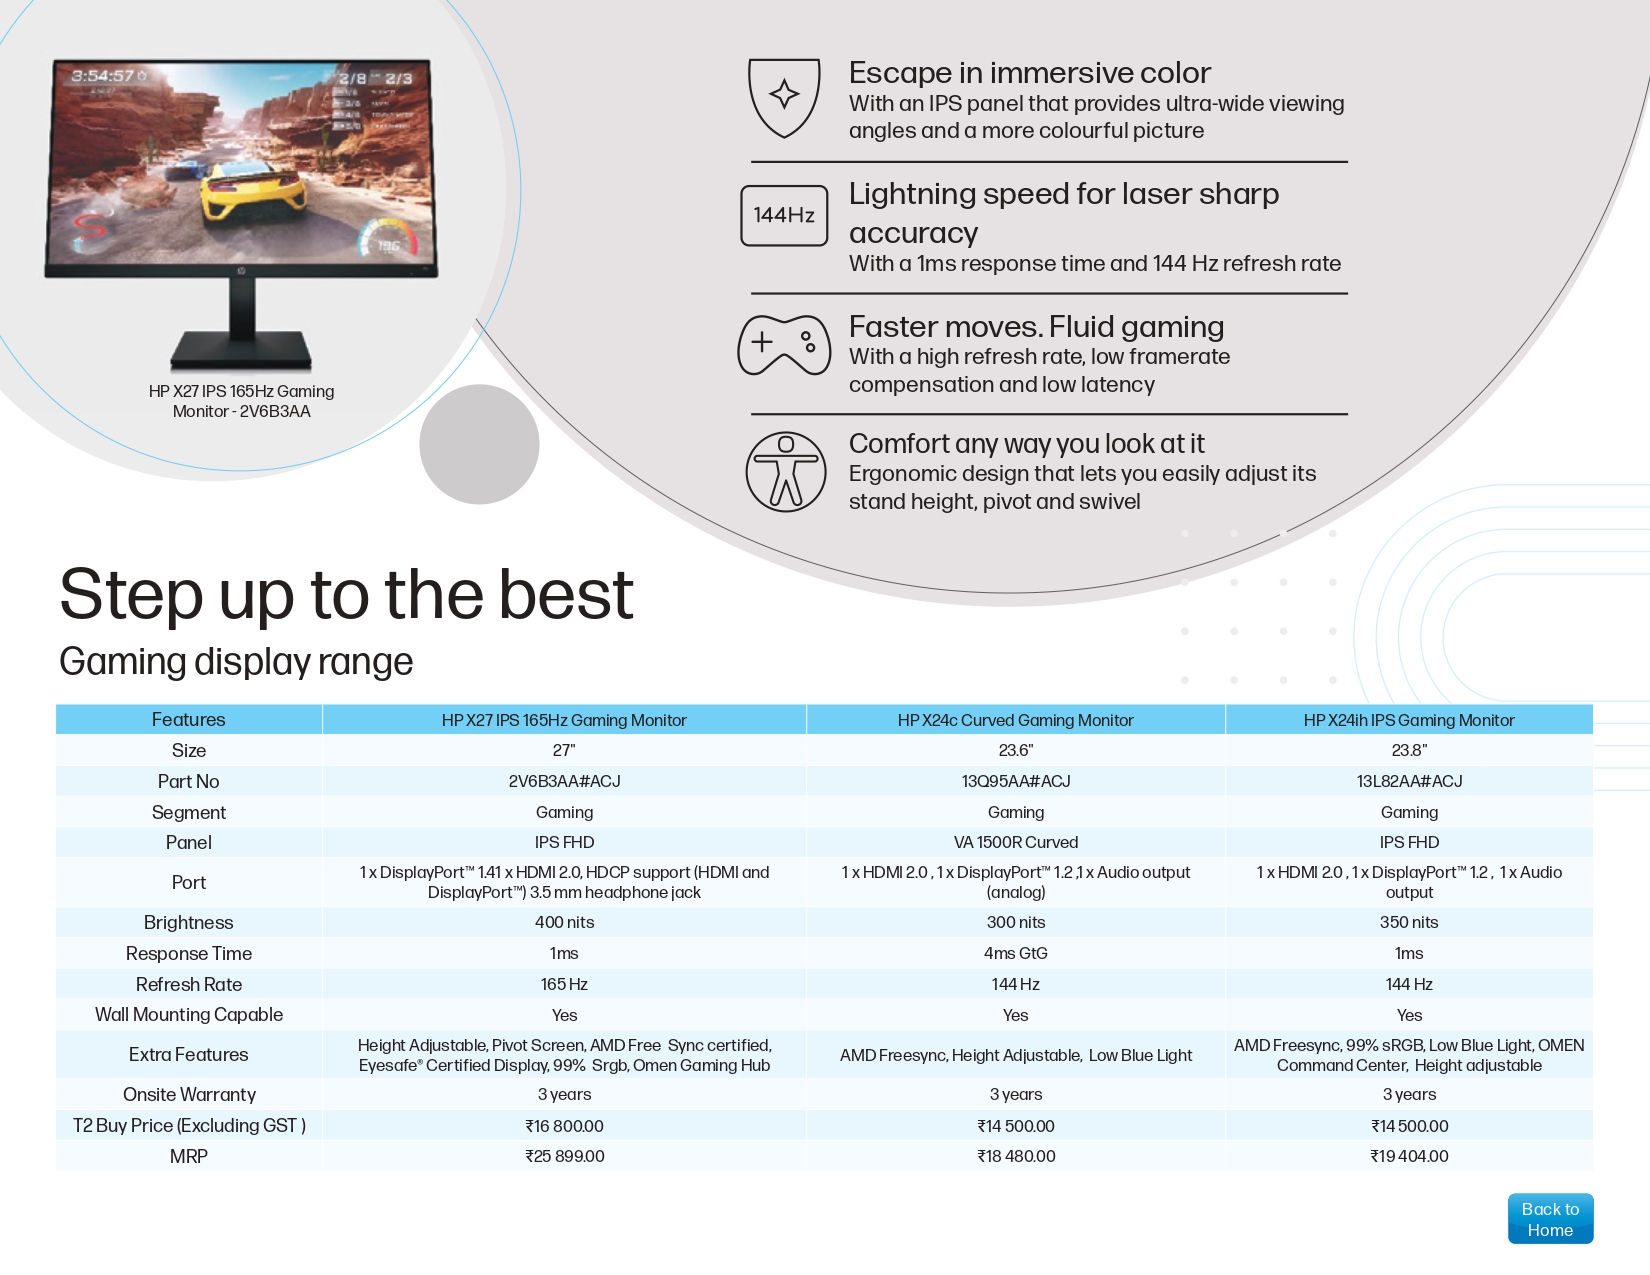 3:54:57
2/8 2/3
196
HP X27 IPS 165Hz Gaming
Monitor - 2V6B3AA
Escape in immersive color
With an IPS panel that provides ultra-wide viewing
angles and a more colourful picture
144Hz
Lightning speed for laser sharp
accuracy
With a 1ms response time and 144 Hz refresh rate
Faster moves. Fluid gaming
With a high refresh rate, low framerate
compensation and low latency
Comfort any way you look at it
Ergonomic design that lets you easily adjust its
stand height, pivot and swivel
Step up to the best
Gaming display range
Features HP X27 IPS 165Hz Gaming Monitor HP X24c Curved Gaming Monitor HP X24ih IPS Gaming Monitor
Size 27" 23.6" 23.8"
Part No 2V6B3AA#ACJ 13Q95AA#ACJ 13L82AA#ACJ
Segment Gaming Gaming Gaming
Panel IPS FHD VA 1500R Curved IPS FHD
Port 1 x DisplayPort™ 1.41 x HDMI 2.0, HDCP support (HDMI and
DisplayPort™) 3.5 mm headphone jack
1 x HDMI 2.0 , 1 x DisplayPort™ 1.2 ,1 x Audio output
(analog)
1 x HDMI 2.0 , 1 x DisplayPort™ 1.2 , 1 x Audio
output
Brightness 400 nits 300 nits 350 nits
Response Time 1ms 4ms GtG 1ms
Refresh Rate 165 Hz 144 Hz 144 Hz
Wall Mounting Capable Yes Yes Yes
Extra Features Height Adjustable, Pivot Screen, AMD Free Sync certified,
Eyesafe® Certified Display, 99% Srgb, Omen Gaming Hub
AMD Freesync, Height Adjustable, Low Blue Light
AMD Freesync, 99% sRGB, Low Blue Light, OMEN
Command Center, Height adjustable
Onsite Warranty 3 years 3 years 3 years
T2 Buy Price (Excluding GST ) ₹16 800.00 ₹14 500.00 ₹14 500.00
MRP ₹25 899.00 ₹18 480.00 ₹19 404.00
Back to
Home